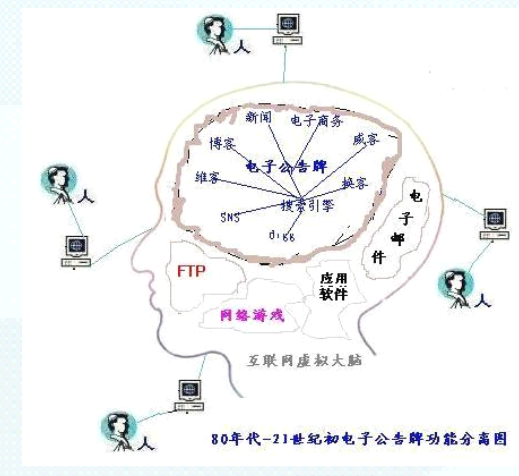 人
新闻
电子商务
博客
威客
电子公告牌
维客
换客
搜索引擎
SNS
digg
人
电
子
邮
件
FTP
应用
软件
网络游戏
人
互联网虚拟大脑
人
80年代-21世纪初电子公告牌功能分离图